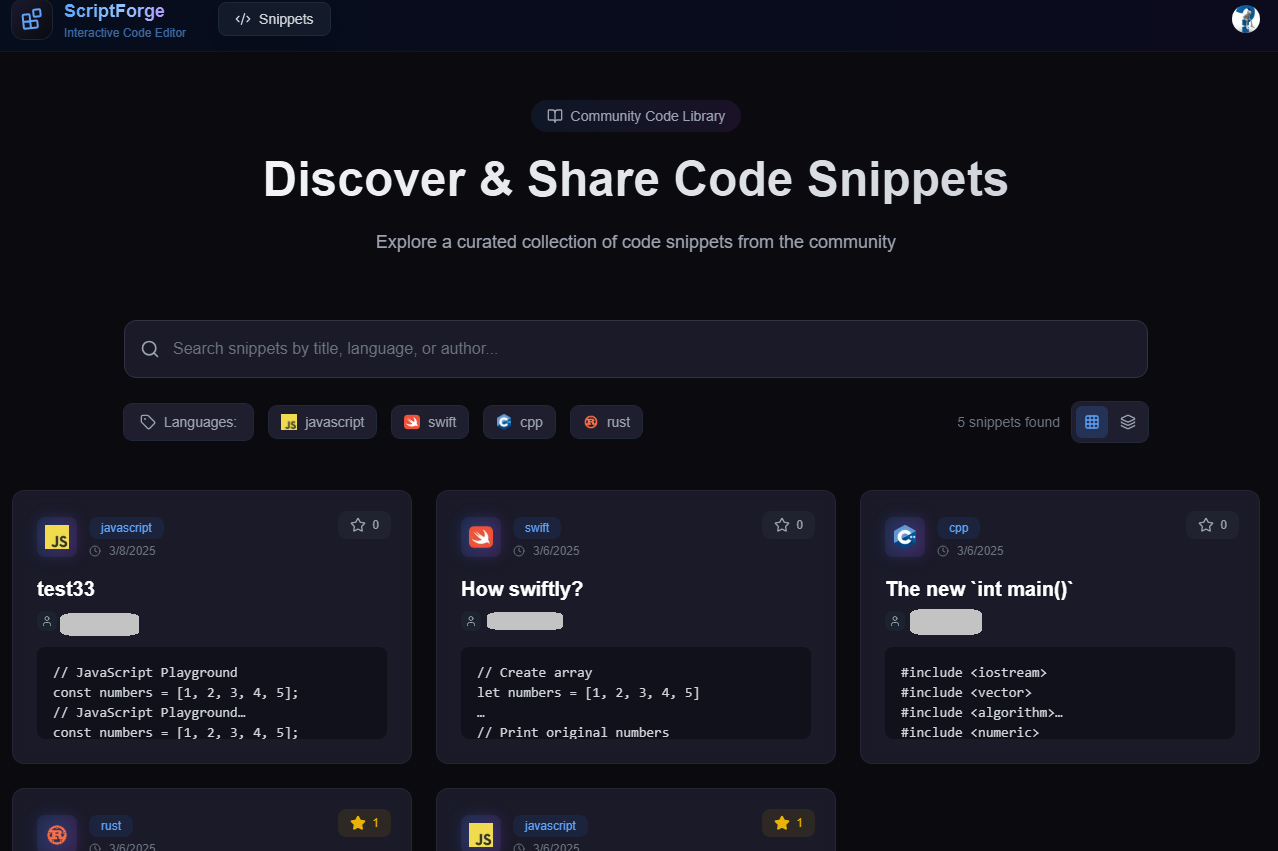 ScriptForge
Interactive Code Editor
</> Snippets
Community Code Library
Discover & Share Code Snippets
Explore a curated collection of code snippets from the community
Search snippets by title, language, or author...
Languages:
JS javascript
swift
C++ cpp
R rust
5 snippets found
JS
javascript
3/8/2025
0
test33
// JavaScript Playground
const numbers = [1, 2, 3, 4, 5];
// JavaScript Playground…
const numbers = [1, 2, 3, 4, 5];
swift
3/6/2025
0
How swiftly?
// Create array
let numbers = [1, 2, 3, 4, 5]
…
// Print original numbers
C++
cpp
3/6/2025
0
The new `int main()`
#include <iostream>
#include <vector>
#include <algorithm>…
#include <numeric>
R
rust
3/6/2025
1
JS
javascript
3/6/2025
1